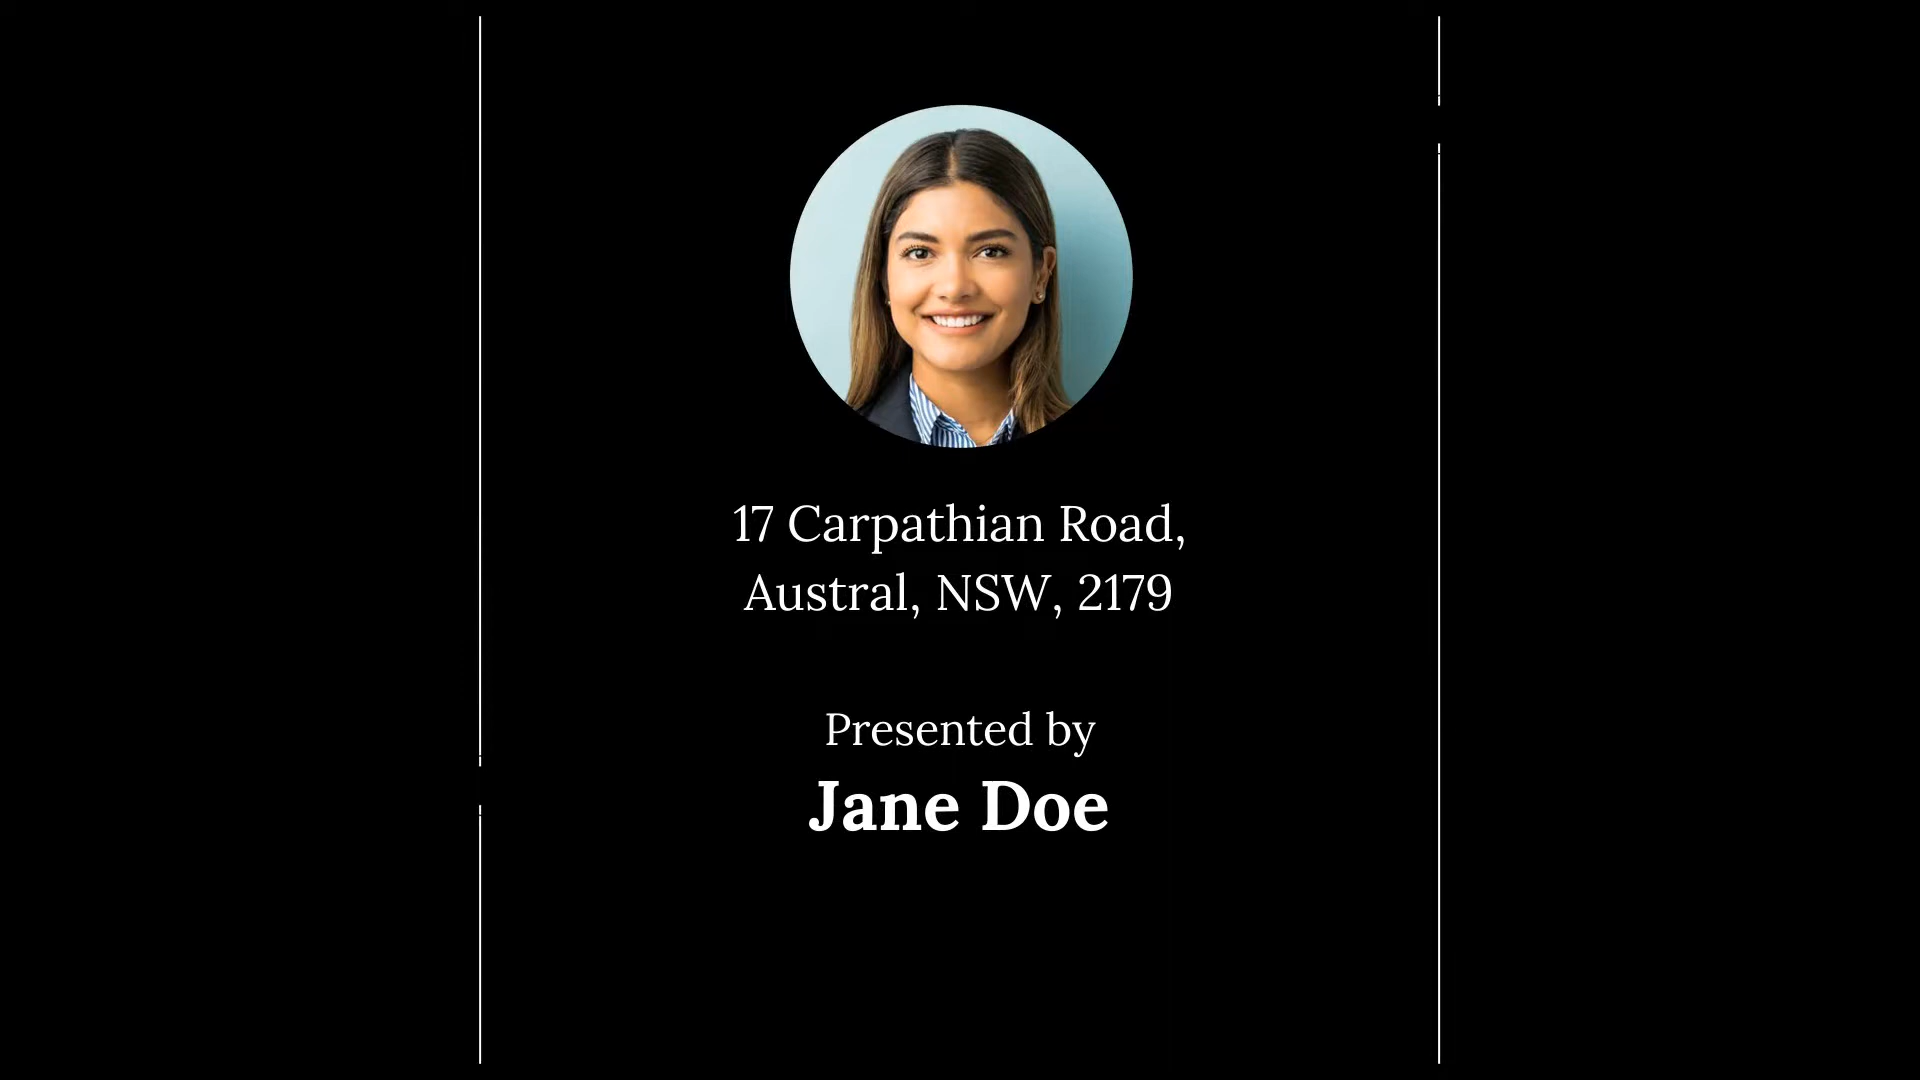 17 Carpathian Road,
Austral, NSW, 2179
Presented by
Jane Doe